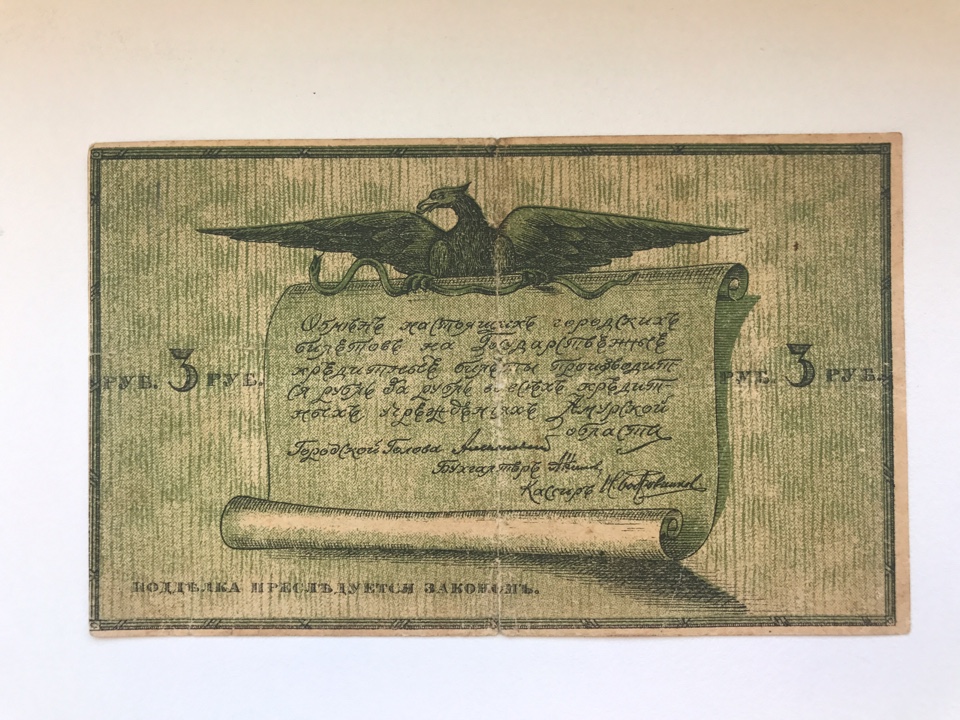 Обмѣнъ настоящихъ городскихъ
билетовъ на Государственные
кредитные билеты производит
ся рубль за рубль в всѣхъ кредит
ныхъ учрежденьяхъ Амурской
области
РУБ. 3 РУБ.
РУБ. 3 РУБ.
Городской Голова
Бухгалтеръ
Кассиръ
ПОДДѢЛКА ПРЕСЛѢДУЕТСЯ ЗАКОНОМЪ.